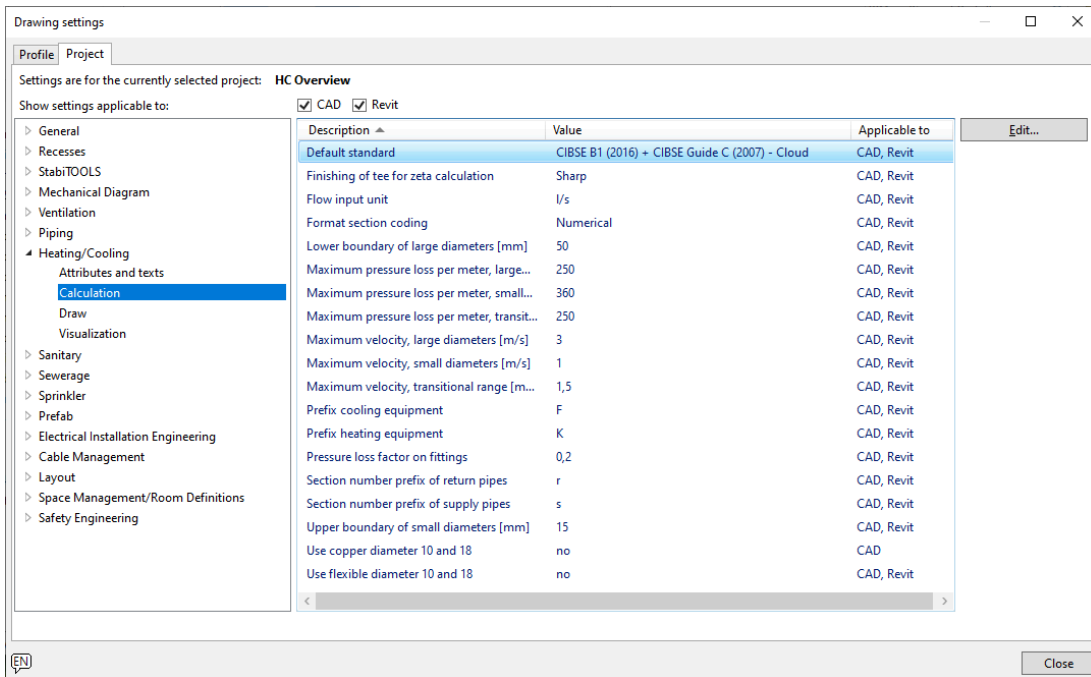 Drawing settings
Profile Project
Settings are for the currently selected project: HC Overview
Show settings applicable to: CAD Revit
General
Recesses
StabiTOOLS
Mechanical Diagram
Ventilation
Piping
Heating/Cooling
Attributes and texts
Calculation
Draw
Visualization
Sanitary
Sewerage
Sprinkler
Prefab
Electrical Installation Engineering
Cable Management
Layout
Space Management/Room Definitions
Safety Engineering
Description Value Applicable to
Default standard CIBSE B1 (2016) + CIBSE Guide C (2007) - Cloud CAD, Revit
Finishing of tee for zeta calculation Sharp CAD, Revit
Flow input unit l/s CAD, Revit
Format section coding Numerical CAD, Revit
Lower boundary of large diameters [mm] 50 CAD, Revit
Maximum pressure loss per meter, large... 250 CAD, Revit
Maximum pressure loss per meter, small... 360 CAD, Revit
Maximum pressure loss per meter, transit... 250 CAD, Revit
Maximum velocity, large diameters [m/s] 3 CAD, Revit
Maximum velocity, small diameters [m/s] 1 CAD, Revit
Maximum velocity, transitional range [m... 1,5 CAD, Revit
Prefix cooling equipment F CAD, Revit
Prefix heating equipment K CAD, Revit
Pressure loss factor on fittings 0,2 CAD, Revit
Section number prefix of return pipes r CAD, Revit
Section number prefix of supply pipes s CAD, Revit
Upper boundary of small diameters [mm] 15 CAD, Revit
Use copper diameter 10 and 18 no CAD
Use flexible diameter 10 and 18 no CAD, Revit
Edit...
EN
Close